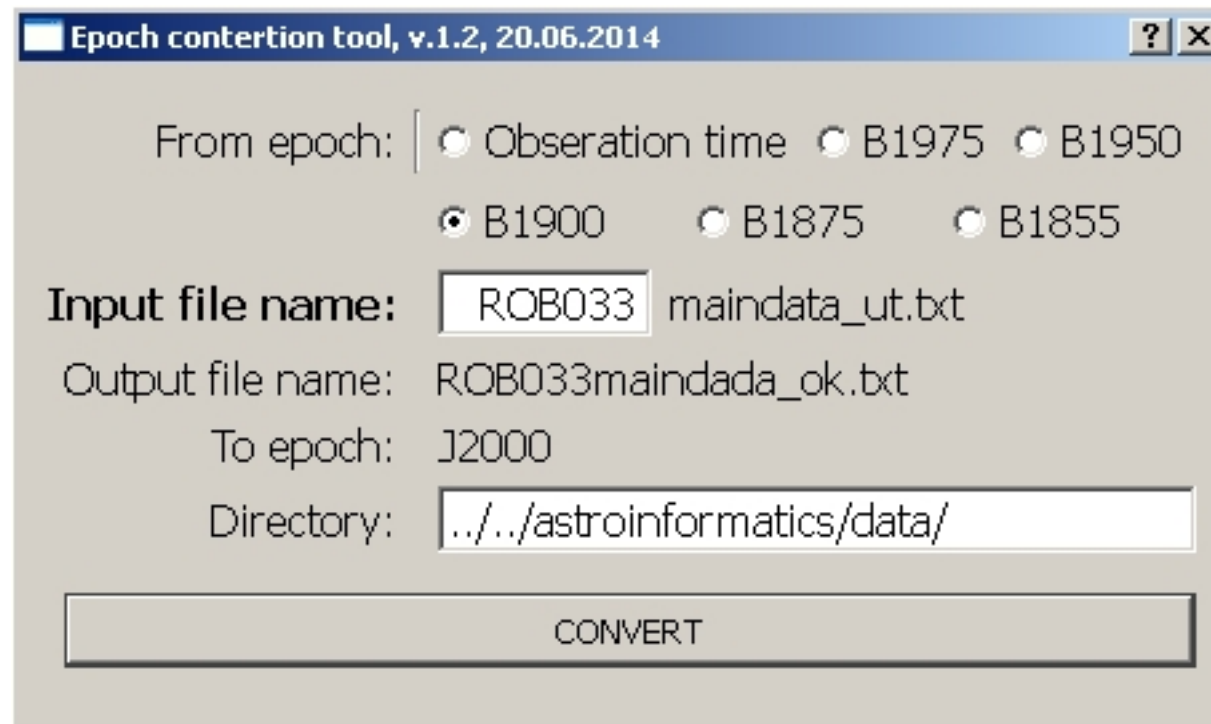 Epoch contertion tool, v.1.2, 20.06.2014
From epoch: Obseration time B1975 B1950
B1900 B1875 B1855
Input file name: ROB033 maindata_ut.txt
Output file name: ROB033maindada_ok.txt
To epoch: J2000
Directory: ../../astroinformatics/data/
CONVERT